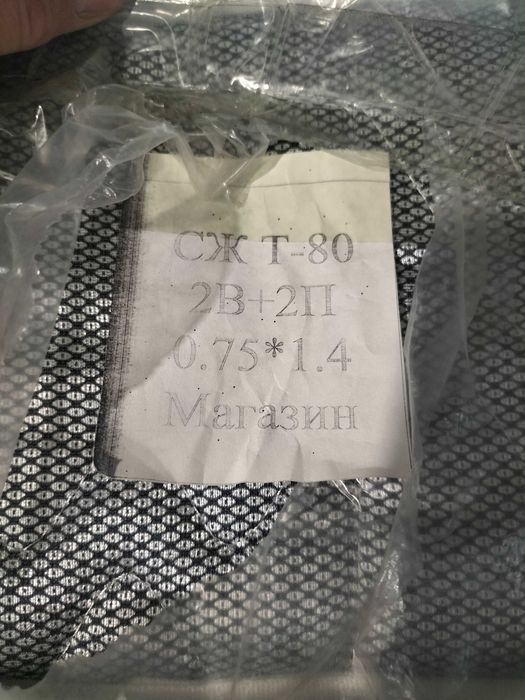 СЖ Т-80
2В+2П
0.75*1.4
Магазин